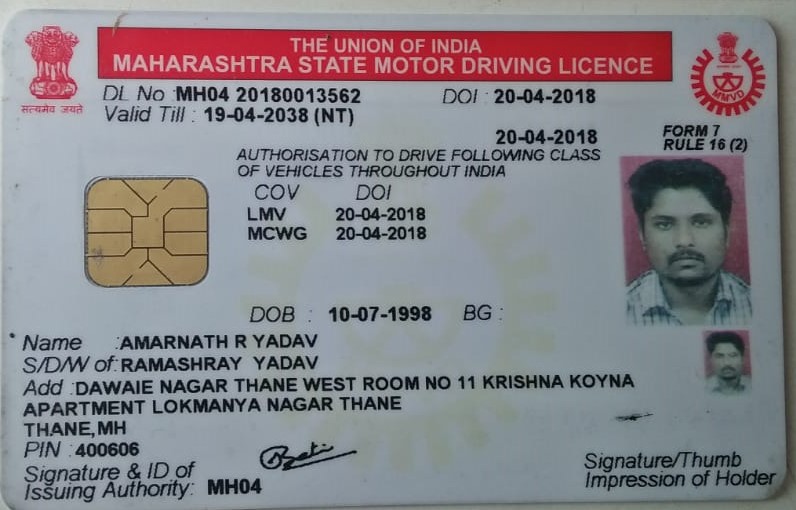 THE UNION OF INDIA
MAHARASHTRA STATE MOTOR DRIVING LICENCE
सत्यमेव जयते
MMVD
DL No : MH04 20180013562 DOI : 20-04-2018
Valid Till : 19-04-2038 (NT)
20-04-2018
FORM 7
RULE 16 (2)
AUTHORISATION TO DRIVE FOLLOWING CLASS
OF VEHICLES THROUGHOUT INDIA
COV DOI
LMV 20-04-2018
MCWG 20-04-2018
DOB : 10-07-1998 BG :
Name : AMARNATH R YADAV
S/D/W of : RAMASHRAY YADAV
Add : DAWAIE NAGAR THANE WEST ROOM NO 11 KRISHNA KOYNA
APARTMENT LOKMANYA NAGAR THANE
THANE,MH
PIN : 400606
Signature & ID of
Issuing Authority: MH04
Signature/Thumb
Impression of Holder